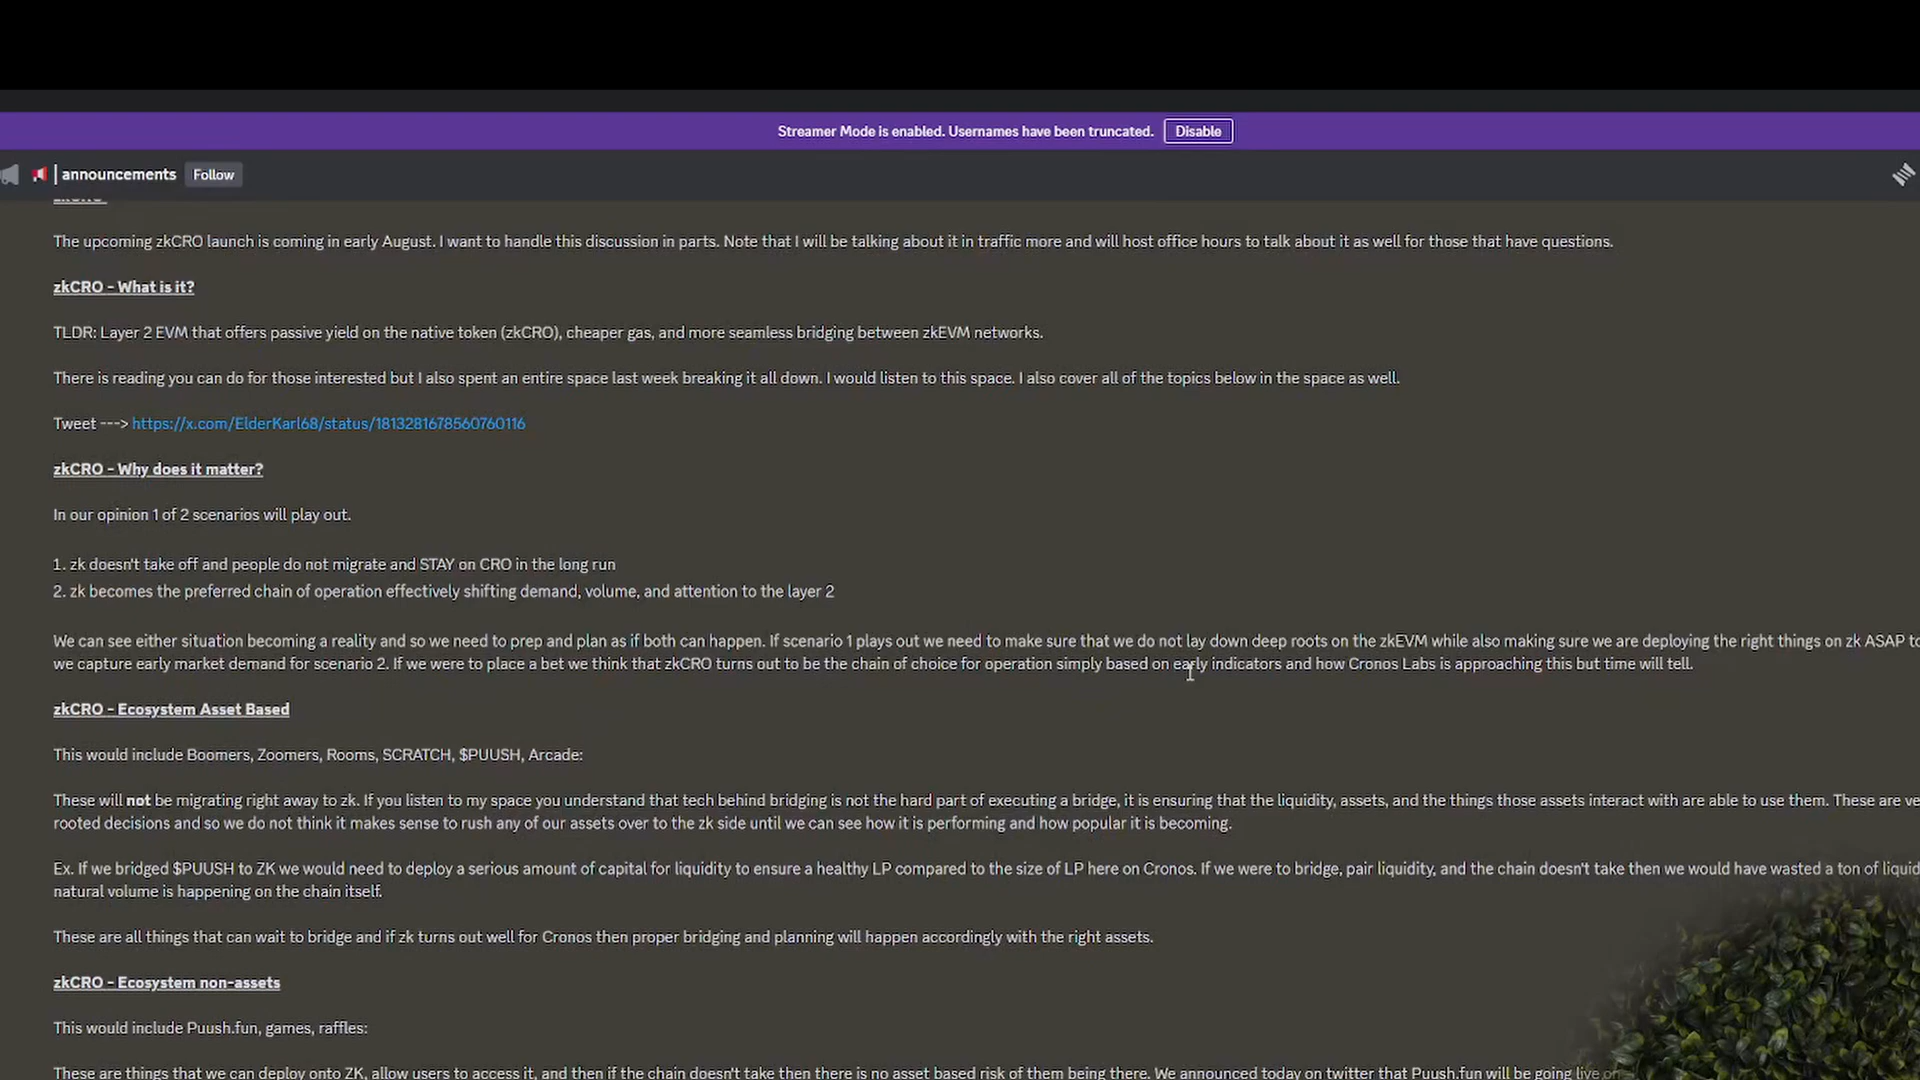 Streamer Mode is enabled. Usernames have been truncated. Disable
announcements Follow
The upcoming zkCRO launch is coming in early August. I want to handle this discussion in parts. Note that I will be talking about it in traffic more and will host office hours to talk about it as well for those that have questions.
zkCRO - What is it?
TLDR: Layer 2 EVM that offers passive yield on the native token (zkCRO), cheaper gas, and more seamless bridging between zkEVM networks.
There is reading you can do for those interested but I also spent an entire space last week breaking it all down. I would listen to this space. I also cover all of the topics below in the space as well.
Tweet ---> https://x.com/ElderKarl68/status/1813281678560760116
zkCRO - Why does it matter?
In our opinion 1 of 2 scenarios will play out.
1. zk doesn't take off and people do not migrate and STAY on CRO in the long run
2. zk becomes the preferred chain of operation effectively shifting demand, volume, and attention to the layer 2
We can see either situation becoming a reality and so we need to prep and plan as if both can happen. If scenario 1 plays out we need to make sure that we do not lay down deep roots on the zkEVM while also making sure we are deploying the right things on zk ASAP to
we capture early market demand for scenario 2. If we were to place a bet we think that zkCRO turns out to be the chain of choice for operation simply based on early indicators and how Cronos Labs is approaching this but time will tell.
zkCRO - Ecosystem Asset Based
This would include Boomers, Zoomers, Rooms, SCRATCH, $PUUSH, Arcade:
These will not be migrating right away to zk. If you listen to my space you understand that tech behind bridging is not the hard part of executing a bridge, it is ensuring that the liquidity, assets, and the things those assets interact with are able to use them. These are ve
rooted decisions and so we do not think it makes sense to rush any of our assets over to the zk side until we can see how it is performing and how popular it is becoming.
Ex. If we bridged $PUUSH to ZK we would need to deploy a serious amount of capital for liquidity to ensure a healthy LP compared to the size of LP here on Cronos. If we were to bridge, pair liquidity, and the chain doesn't take then we would have wasted a ton of liquid
natural volume is happening on the chain itself.
These are all things that can wait to bridge and if zk turns out well for Cronos then proper bridging and planning will happen accordingly with the right assets.
zkCRO - Ecosystem non-assets
This would include Puush.fun, games, raffles:
These are things that we can deploy onto ZK, allow users to access it, and then if the chain doesn't take then there is no asset based risk of them being there. We announced today on twitter that Puush.fun will be going live on